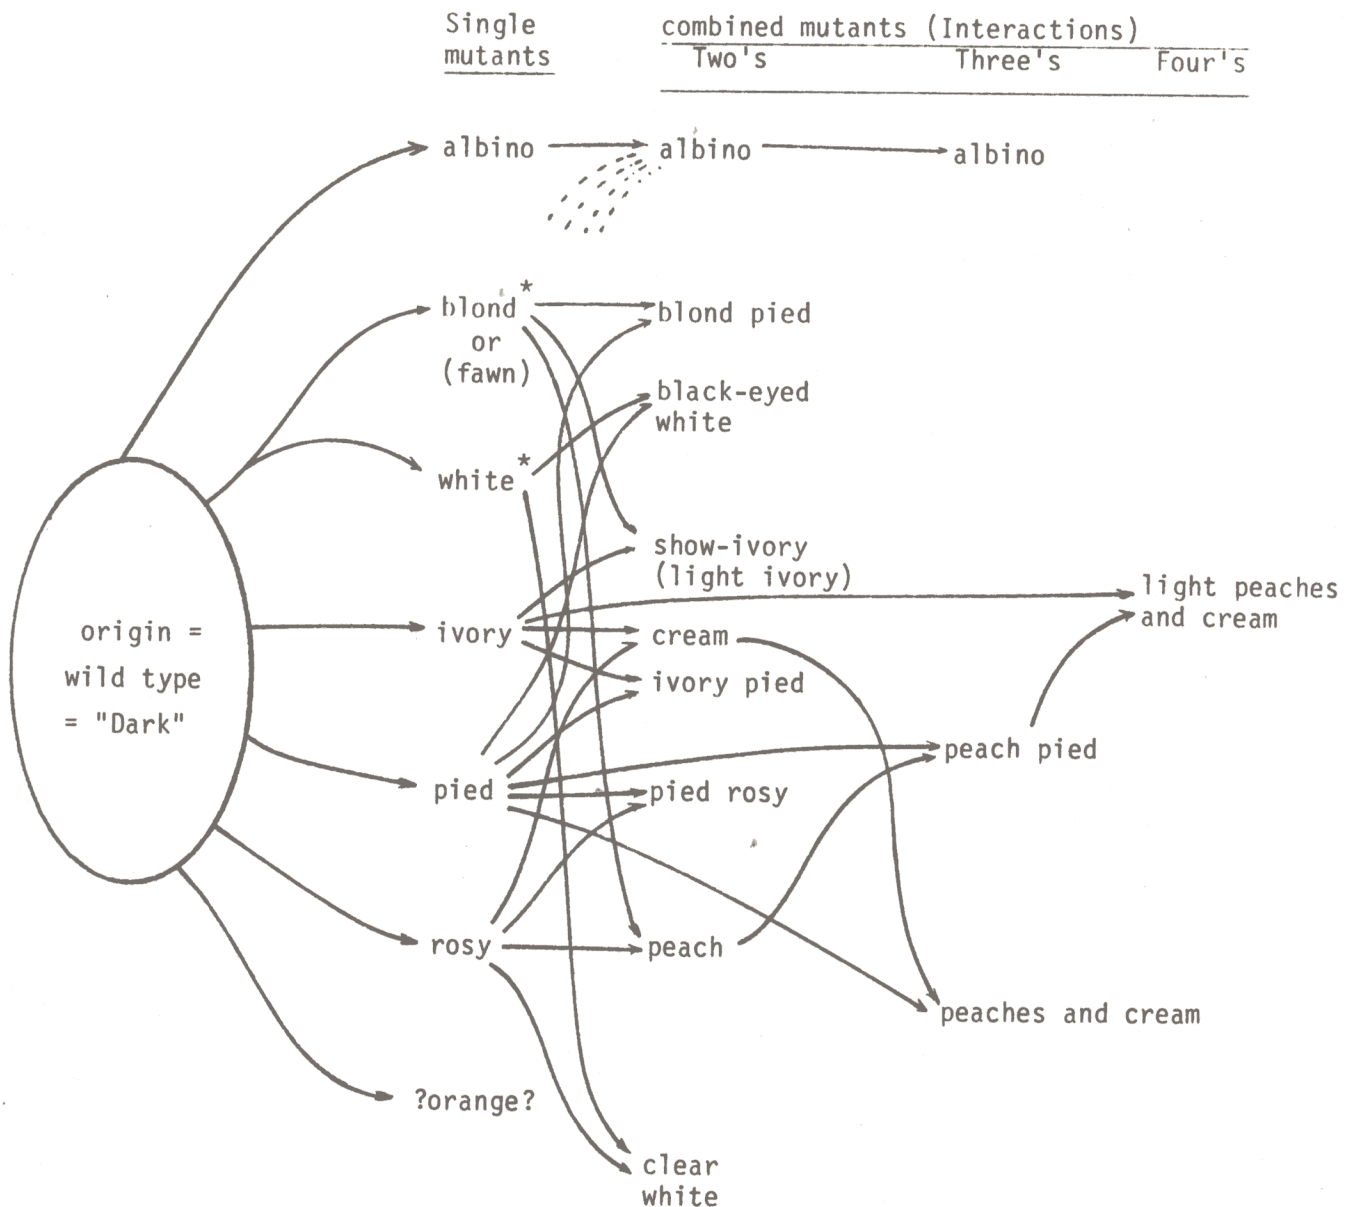 Single
mutants
combined mutants (Interactions)
Two's
Three's
Four's
albino
albino
albino
blond*
or
(fawn)
blond pied
black-eyed
white
white*
show-ivory
(light ivory)
light peaches
and cream
origin =
wild type
= "Dark"
ivory
cream
ivory pied
peach pied
pied
pied rosy
rosy
peach
peaches and cream
?orange?
clear
white